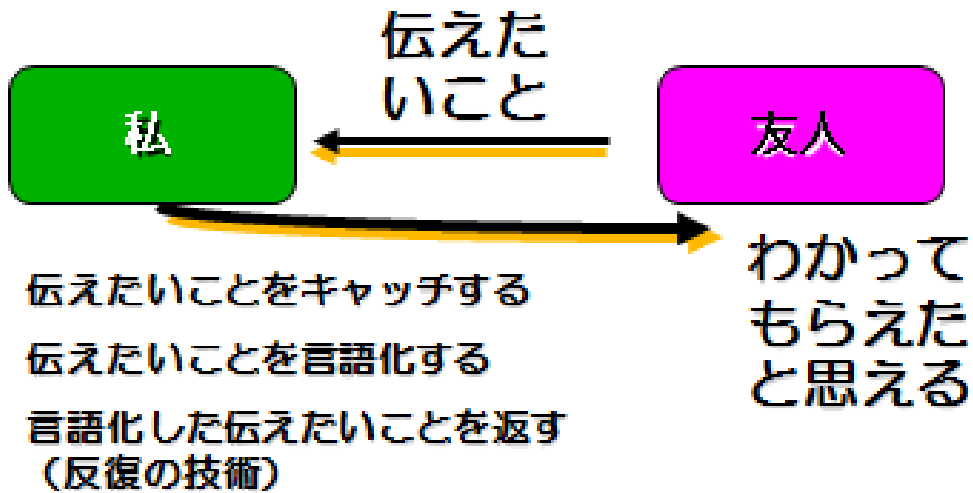 伝えた
いこと
私
友人
わかって
もらえた
と思える
伝えたいことをキャッチする
伝えたいことを言語化する
言語化した伝えたいことを返す
（反復の技術）